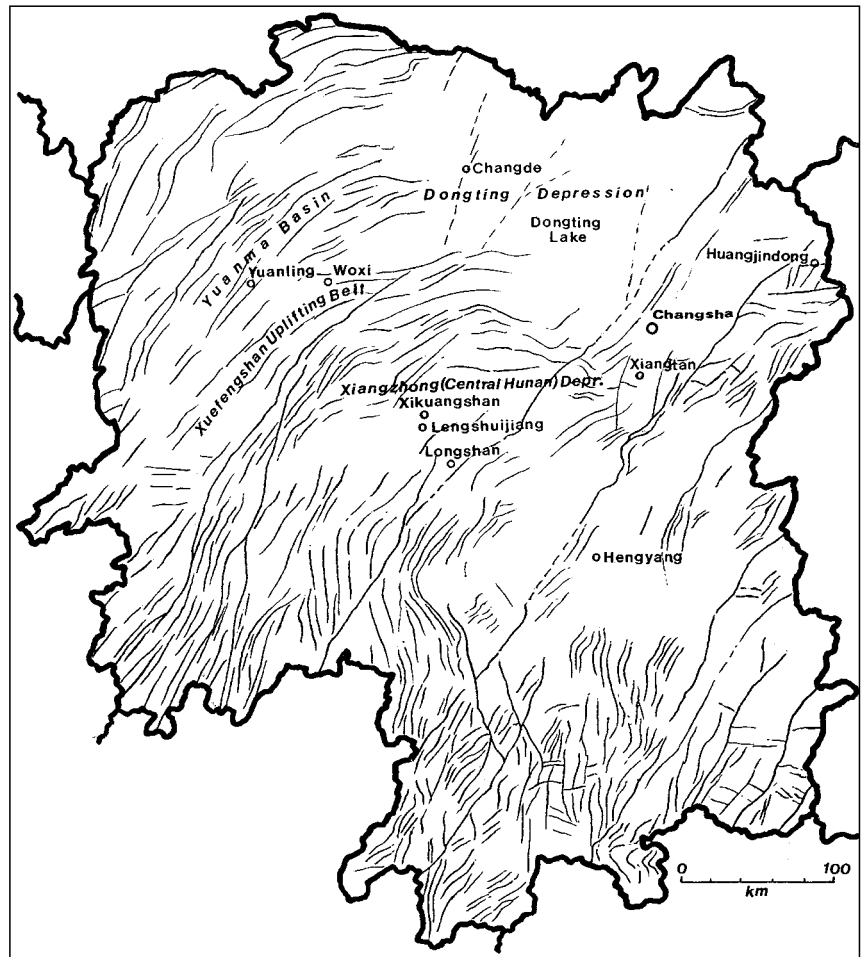 Changde
Dongting Depression
Dongting
Lake
Yuanma Basin
Huangjindong
Yuanling
Woxi
Xuefengshan Uplifting Belt
Changsha
Xiangtan
Xiangzhong (Central Hunan) Depr.
Xikuangshan
Lengshuijiang
Longshan
Hengyang
0 100
km